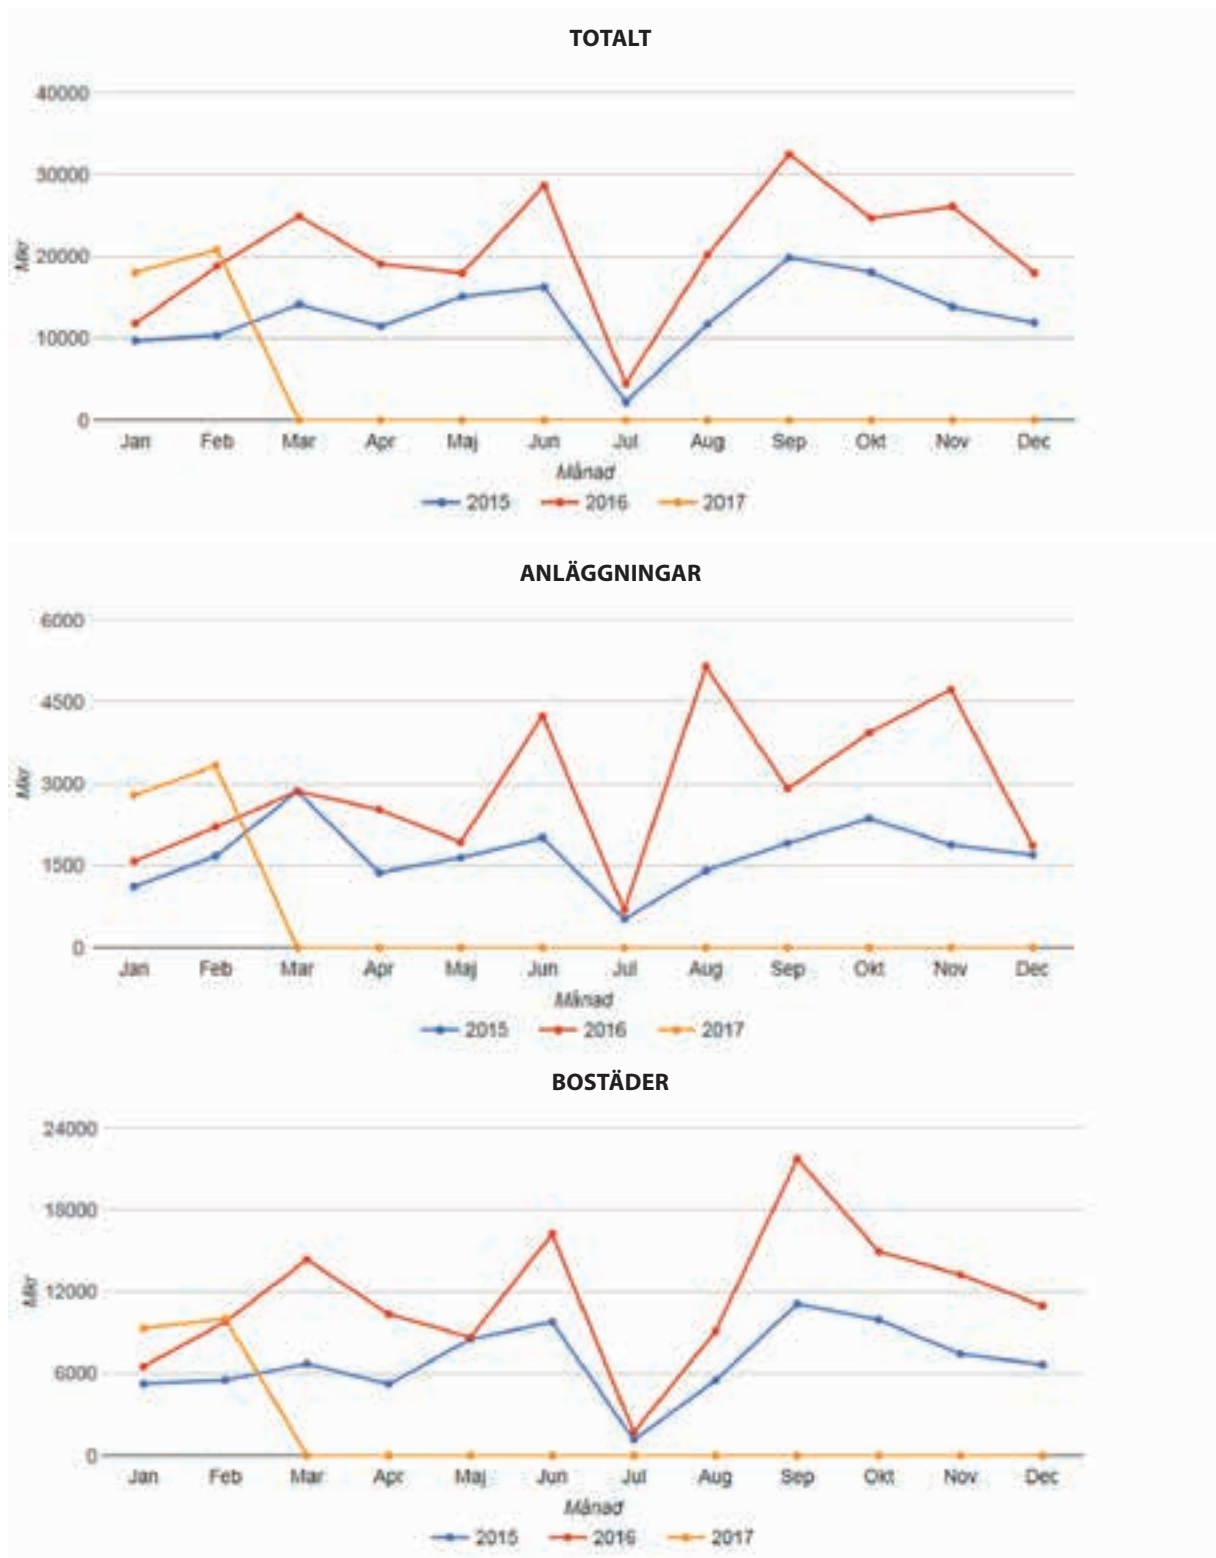 TOTALT
40000
30000
20000
10000
0
Mkr
Jan Feb Mar Apr Maj Jun Jul Aug Sep Okt Nov Dec
Månad
2015 2016 2017
ANLÄGGNINGAR
6000
4500
3000
1500
0
Mkr
Jan Feb Mar Apr Maj Jun Jul Aug Sep Okt Nov Dec
Månad
2015 2016 2017
BOSTÄDER
24000
18000
12000
6000
0
Mkr
Jan Feb Mar Apr Maj Jun Jul Aug Sep Okt Nov Dec
Månad
2015 2016 2017